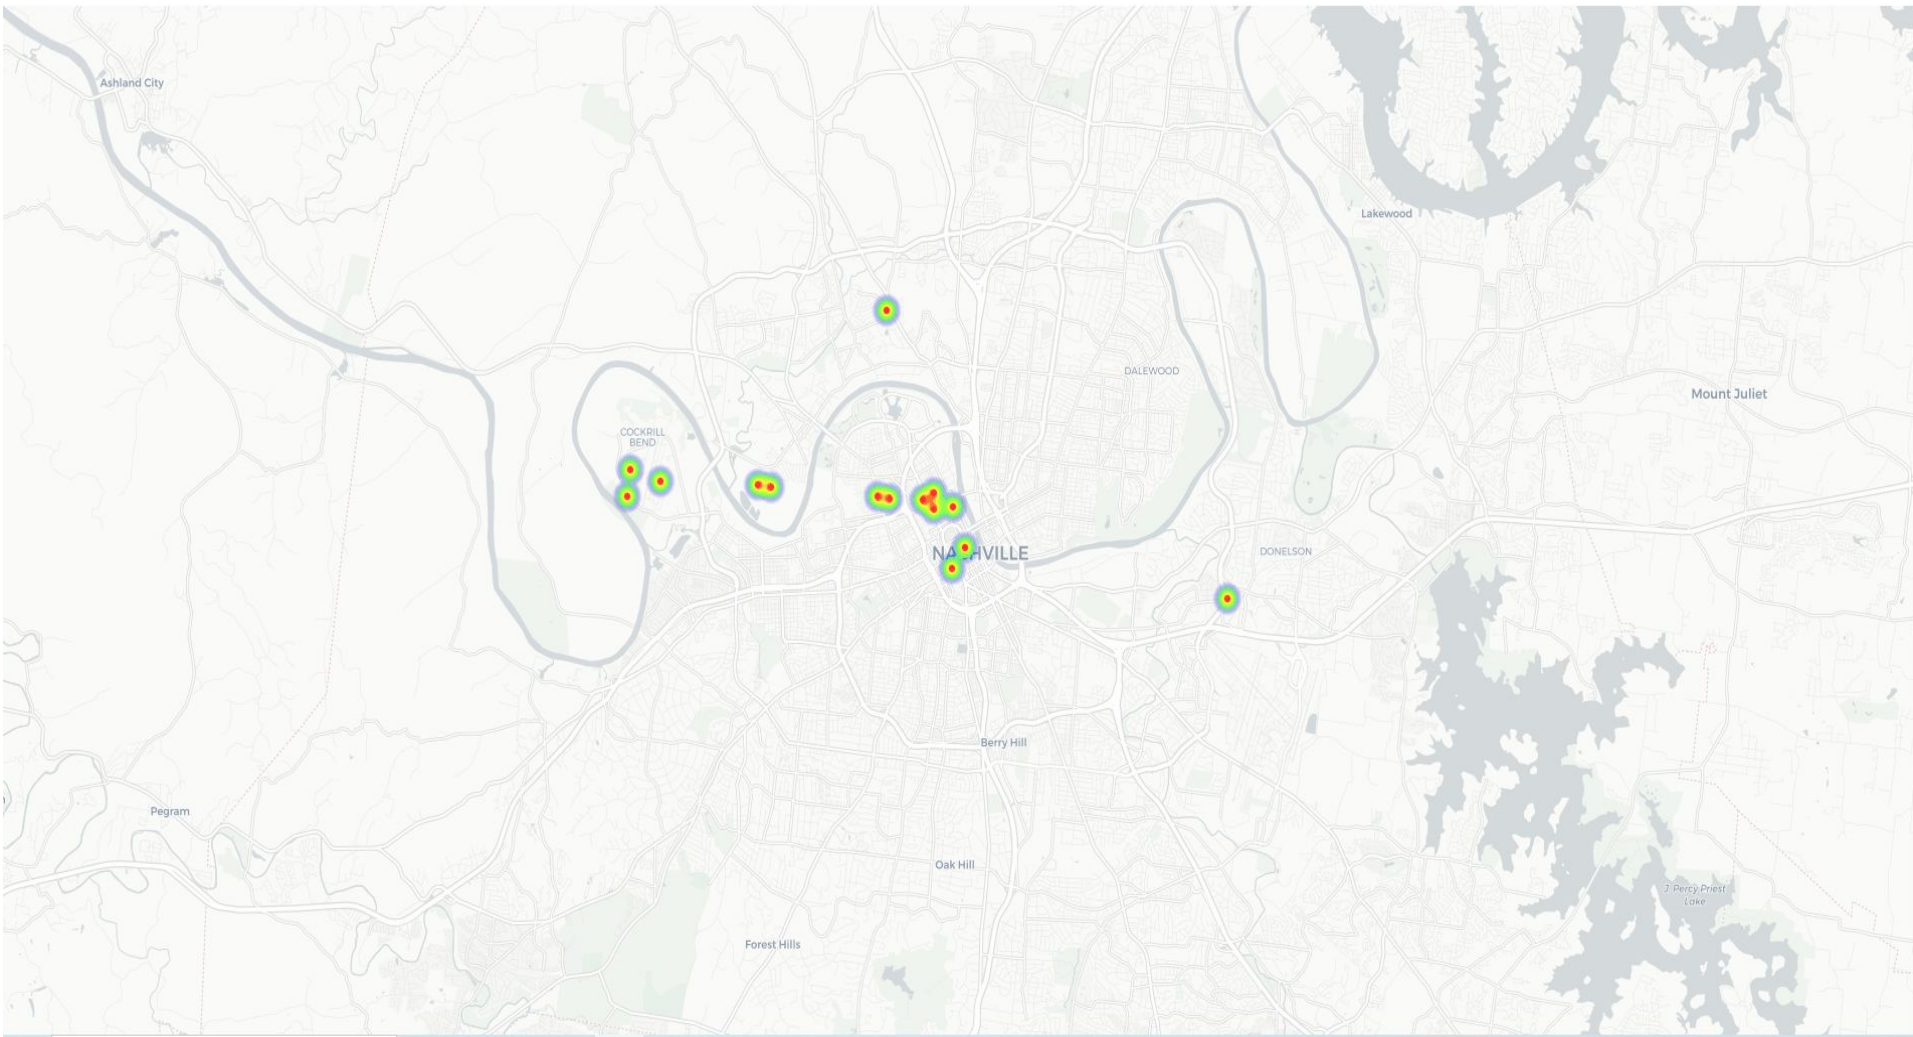 Ashland City
Lakewood
DALEWOOD
Mount Juliet
COCKRILL
BEND
NASHVILLE
DONELSON
Berry Hill
Pegram
Oak Hill
J. Percy Priest
Lake
Forest Hills